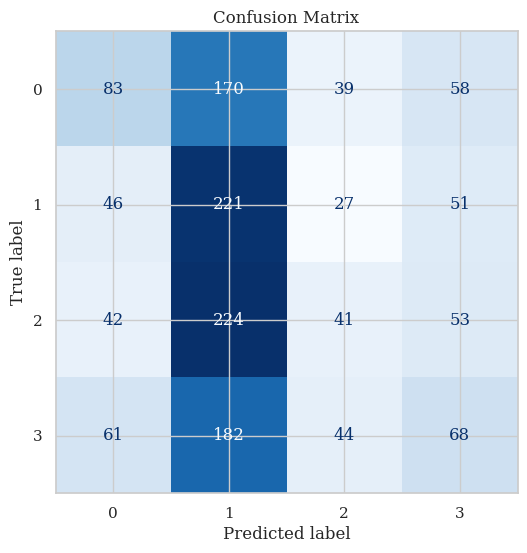 Confusion Matrix
True label
0 83 170 39 58
1 46 221 27 51
2 42 224 41 53
3 61 182 44 68
0 1 2 3
Predicted label